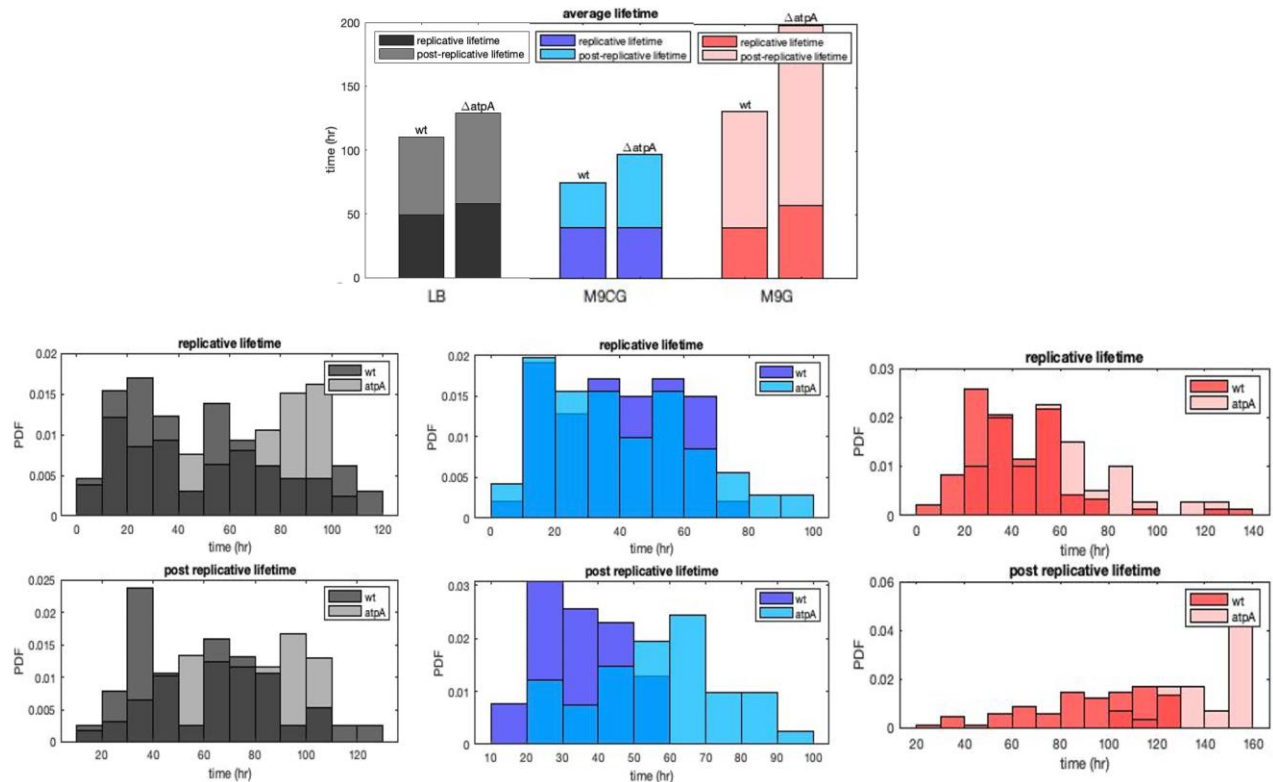 average lifetime
200
150
100
50
0
time (hr)
replicative lifetime
post-replicative lifetime
replicative lifetime
post-replicative lifetime
replicative lifetime
post-replicative lifetime
wt
ΔatpA
wt
ΔatpA
wt
ΔatpA
LB
M9CG
M9G
replicative lifetime
0.02
0.015
0.01
0.005
0
PDF
wt
atpA
0
20
40
60
80
100
120
time (hr)
replicative lifetime
0.02
0.015
0.01
0.005
0
PDF
wt
atpA
0
20
40
60
80
100
time (hr)
replicative lifetime
0.03
0.02
0.01
0
PDF
wt
atpA
0
20
40
60
80
100
120
140
time (hr)
post replicative lifetime
0.025
0.02
0.015
0.01
0.005
0
PDF
wt
atpA
20
40
60
80
100
120
time (hr)
post replicative lifetime
0.03
0.02
0.01
0
PDF
wt
atpA
10
20
30
40
50
60
70
80
90
100
time (hr)
post replicative lifetime
0.06
0.04
0.02
0
PDF
wt
atpA
20
40
60
80
100
120
140
160
time (hr)